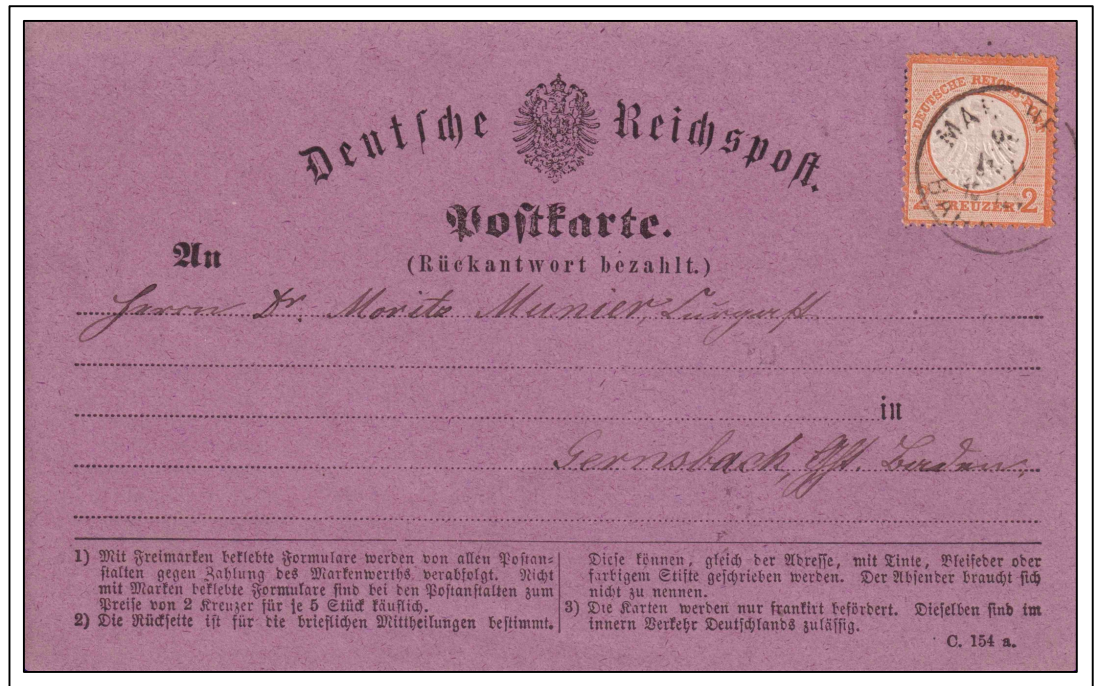 Deutsche Reichspost.
DEUTSCHE REICHS-POST
2 KREUZER 2
Postkarte.
An
(Rückantwort bezahlt.)
Herrn Dr. Moritz Munier,
in
Gernsbach, Baden,
1) Mit Freimarken beklebte Formulare werden von allen Postan=
stalten gegen Zahlung des Markenwerths verabfolgt. Nicht
mit Marken beklebte Formulare sind bei den Postanstalten zum
Preise von 2 Kreuzer für je 5 Stück käuflich.
2) Die Rückseite ist für die brieflichen Mittheilungen bestimmt.
Diese können, gleich der Adresse, mit Tinte, Bleifeder oder
farbigem Stifte geschrieben werden. Der Absender braucht sich
nicht zu nennen.
3) Die Karten werden nur frankirt befördert. Dieselben sind im
innern Verkehr Deutschlands zulässig.
C. 154 a.